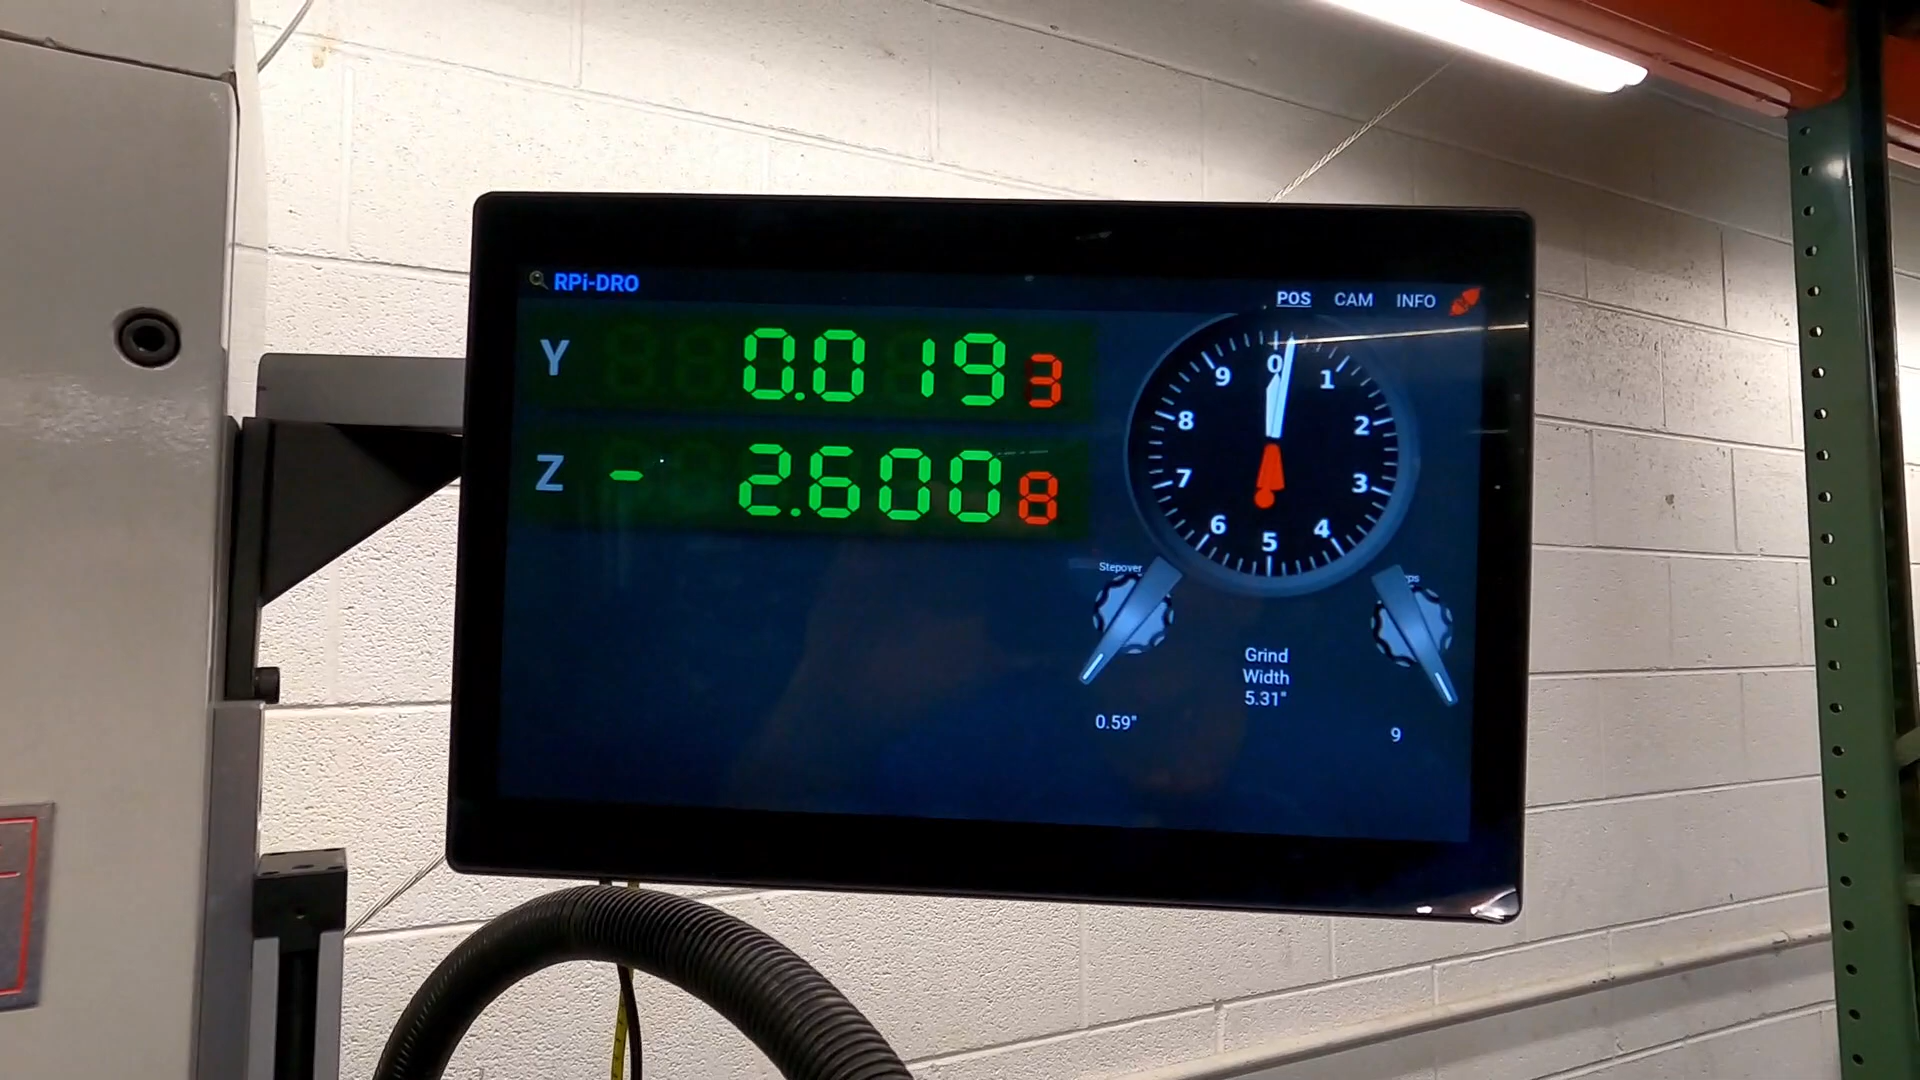 RPi-DRO
POS CAM INFO
Y 0.0193
Z - 2.6008
0
1
2
3
4
5
6
7
8
9
Stepover
Grind
Width
5.31"
0.59"
9